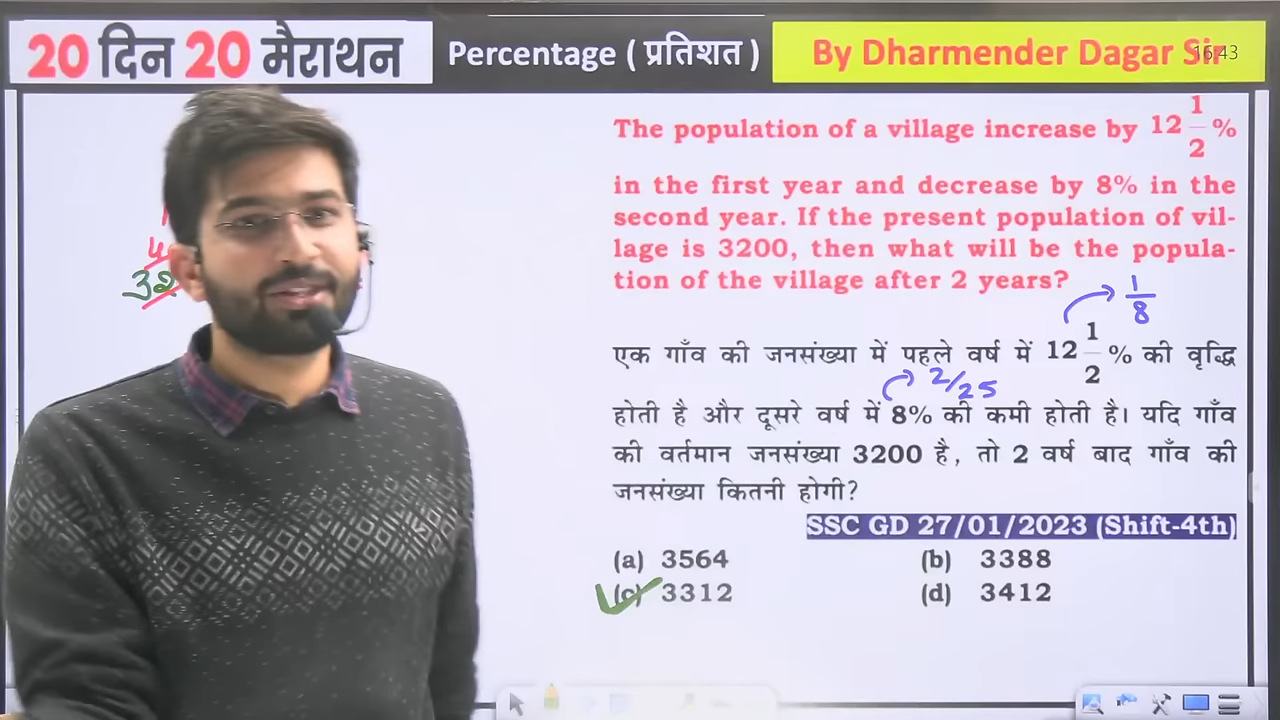 20 दिन 20 मैराथन
Percentage ( प्रतिशत )
By Dharmender Dagar Sir
16:43
The population of a village increase by 12 1/2 %
in the first year and decrease by 8% in the
second year. If the present population of vil-
lage is 3200, then what will be the popula-
tion of the village after 2 years?
1/8
एक गाँव की जनसंख्या में पहले वर्ष में 12 1/2 % की वृद्धि
2/25
होती है और दूसरे वर्ष में 8% की कमी होती है। यदि गाँव
की वर्तमान जनसंख्या 3200 है, तो 2 वर्ष बाद गाँव की
जनसंख्या कितनी होगी?
SSC GD 27/01/2023 (Shift-4th)
(a) 3564 (b) 3388
(c) 3312 (d) 3412